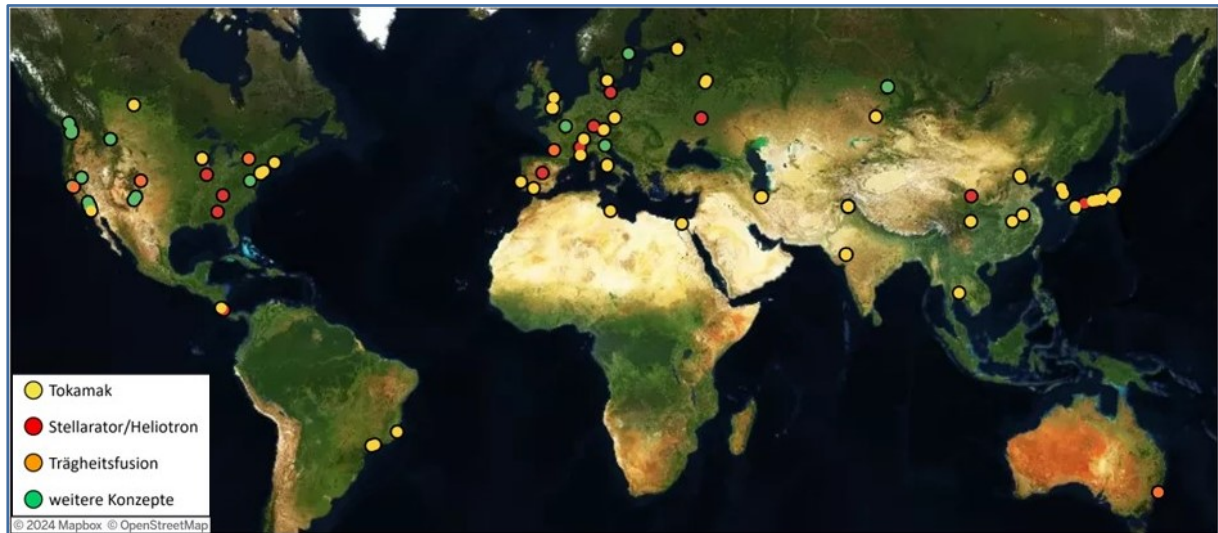 Tokamak
Stellarator/Heliotron
Trägheitsfusion
weitere Konzepte
© 2024 Mapbox © OpenStreetMap